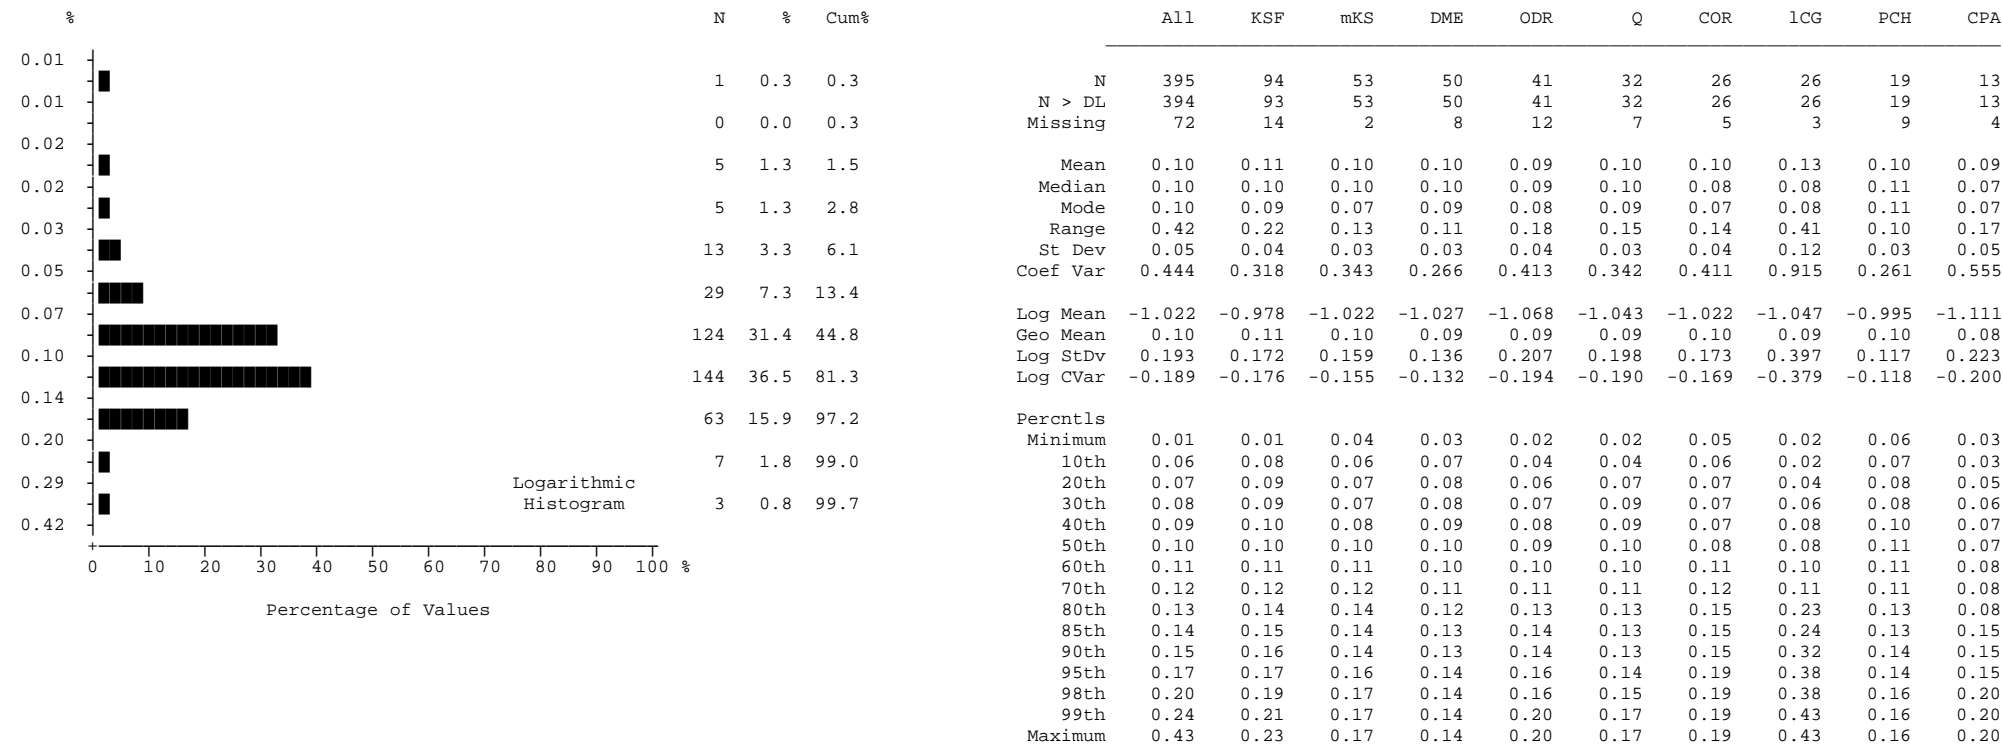 % N % Cum% All KSF mKS DME ODR Q COR lCG PCH CPA
0.01
1 0.3 0.3 N 395 94 53 50 41 32 26 26 19 13
0.01 N > DL 394 93 53 50 41 32 26 26 19 13
0 0.0 0.3 Missing 72 14 2 8 12 7 5 3 9 4
0.02
5 1.3 1.5 Mean 0.10 0.11 0.10 0.10 0.09 0.10 0.10 0.13 0.10 0.09
0.02 Median 0.10 0.10 0.10 0.10 0.09 0.10 0.08 0.08 0.11 0.07
5 1.3 2.8 Mode 0.10 0.09 0.07 0.09 0.08 0.09 0.07 0.08 0.11 0.07
0.03 Range 0.42 0.22 0.13 0.11 0.18 0.15 0.14 0.41 0.10 0.17
13 3.3 6.1 St Dev 0.05 0.04 0.03 0.03 0.04 0.03 0.04 0.12 0.03 0.05
0.05 Coef Var 0.444 0.318 0.343 0.266 0.413 0.342 0.411 0.915 0.261 0.555
29 7.3 13.4
0.07 Log Mean -1.022 -0.978 -1.022 -1.027 -1.068 -1.043 -1.022 -1.047 -0.995 -1.111
124 31.4 44.8 Geo Mean 0.10 0.11 0.10 0.09 0.09 0.09 0.10 0.09 0.10 0.08
0.10 Log StDv 0.193 0.172 0.159 0.136 0.207 0.198 0.173 0.397 0.117 0.223
144 36.5 81.3 Log CVar -0.189 -0.176 -0.155 -0.132 -0.194 -0.190 -0.169 -0.379 -0.118 -0.200
0.14
63 15.9 97.2 Percntls
0.20 Minimum 0.01 0.01 0.04 0.03 0.02 0.02 0.05 0.02 0.06 0.03
7 1.8 99.0 10th 0.06 0.08 0.06 0.07 0.04 0.04 0.06 0.02 0.07 0.03
0.29 Logarithmic 20th 0.07 0.09 0.07 0.08 0.06 0.07 0.07 0.04 0.08 0.05
Histogram 3 0.8 99.7 30th 0.08 0.09 0.07 0.08 0.07 0.09 0.07 0.06 0.08 0.06
0.42 40th 0.09 0.10 0.08 0.09 0.08 0.09 0.07 0.08 0.10 0.07
50th 0.10 0.10 0.10 0.10 0.09 0.10 0.08 0.08 0.11 0.07
0 10 20 30 40 50 60 70 80 90 100 % 60th 0.11 0.11 0.11 0.10 0.10 0.10 0.11 0.10 0.11 0.08
70th 0.12 0.12 0.12 0.11 0.11 0.11 0.12 0.11 0.11 0.08
Percentage of Values 80th 0.13 0.14 0.14 0.12 0.13 0.13 0.15 0.23 0.13 0.08
85th 0.14 0.15 0.14 0.13 0.14 0.13 0.15 0.24 0.13 0.15
90th 0.15 0.16 0.14 0.13 0.14 0.13 0.15 0.32 0.14 0.15
95th 0.17 0.17 0.16 0.14 0.16 0.14 0.19 0.38 0.14 0.15
98th 0.20 0.19 0.17 0.14 0.16 0.15 0.19 0.38 0.16 0.20
99th 0.24 0.21 0.17 0.14 0.20 0.17 0.19 0.43 0.16 0.20
Maximum 0.43 0.23 0.17 0.14 0.20 0.17 0.19 0.43 0.16 0.20